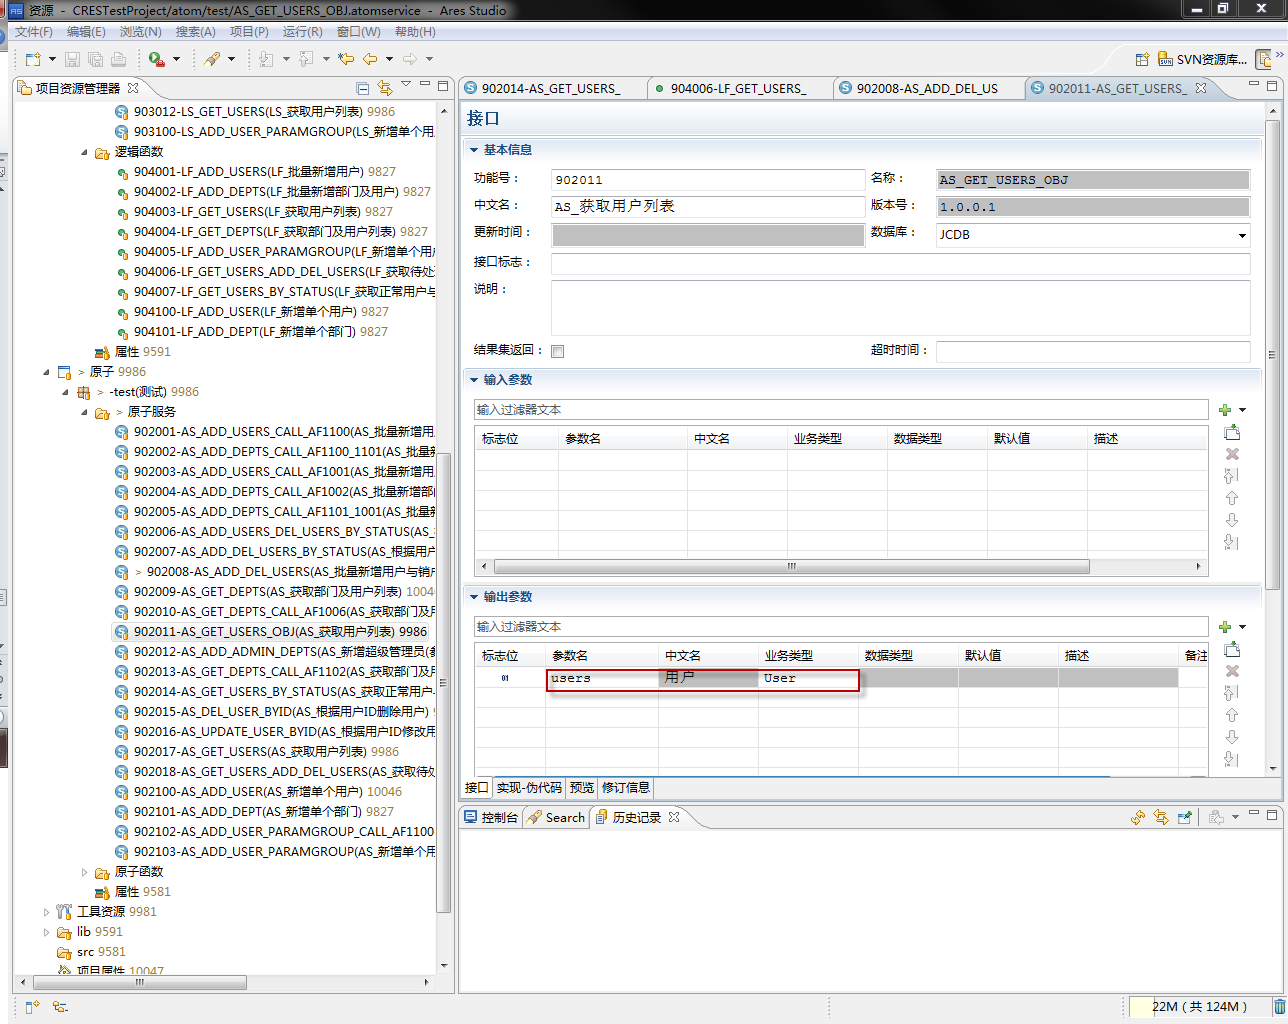 资源 - CRESTestProject/atom/test/AS_GET_USERS_OBJ.atomservice - Ares Studio
文件(F) 编辑(E) 浏览(N) 搜索(A) 项目(P) 运行(R) 窗口(W) 帮助(H)
SVN资源库...
项目资源管理器
903012-LS_GET_USERS(LS_获取用户列表) 9986
903100-LS_ADD_USER_PARAMGROUP(LS_新增单个用
逻辑函数
904001-LF_ADD_USERS(LF_批量新增用户) 9827
904002-LF_ADD_DEPTS(LF_批量新增部门及用户) 9827
904003-LF_GET_USERS(LF_获取用户列表) 9827
904004-LF_GET_DEPTS(LF_获取部门及用户列表) 9827
904005-LF_ADD_USER_PARAMGROUP(LF_新增单个用户
904006-LF_GET_USERS_ADD_DEL_USERS(LF_获取待处
904007-LF_GET_USERS_BY_STATUS(LF_获取正常用户与
904100-LF_ADD_USER(LF_新增单个用户) 9827
904101-LF_ADD_DEPT(LF_新增单个部门) 9827
属性 9591
> 原子 9986
> -test(测试) 9986
> 原子服务
902001-AS_ADD_USERS_CALL_AF1100(AS_批量新增用
902002-AS_ADD_DEPTS_CALL_AF1100_1101(AS_批量新
902003-AS_ADD_USERS_CALL_AF1001(AS_批量新增用
902004-AS_ADD_DEPTS_CALL_AF1002(AS_批量新增部
902005-AS_ADD_DEPTS_CALL_AF1101_1001(AS_批量新
902006-AS_ADD_USERS_DEL_USERS_BY_STATUS(AS_
902007-AS_ADD_DEL_USERS_BY_STATUS(AS_根据用户
> 902008-AS_ADD_DEL_USERS(AS_批量新增用户与销户
902009-AS_GET_DEPTS(AS_获取部门及用户列表) 10046
902010-AS_GET_DEPTS_CALL_AF1006(AS_获取部门及用
902011-AS_GET_USERS_OBJ(AS_获取用户列表) 9986
902012-AS_ADD_ADMIN_DEPTS(AS_新增超级管理员(
902013-AS_GET_DEPTS_CALL_AF1102(AS_获取部门及用
902014-AS_GET_USERS_BY_STATUS(AS_获取正常用户
902015-AS_DEL_USER_BYID(AS_根据用户ID删除用户)
902016-AS_UPDATE_USER_BYID(AS_根据用户ID修改用
902017-AS_GET_USERS(AS_获取用户列表) 9986
902018-AS_GET_USERS_ADD_DEL_USERS(AS_获取待处
902100-AS_ADD_USER(AS_新增单个用户) 10046
902101-AS_ADD_DEPT(AS_新增单个部门) 9827
902102-AS_ADD_USER_PARAMGROUP_CALL_AF1100
902103-AS_ADD_USER_PARAMGROUP(AS_新增单个用
原子函数
属性 9581
工具资源 9981
lib 9591
src 9581
项目属性 10047
902014-AS_GET_USERS_ 904006-LF_GET_USERS_ 902008-AS_ADD_DEL_US 902011-AS_GET_USERS_
接口
基本信息
功能号： 902011 名称： AS_GET_USERS_OBJ
中文名： AS_获取用户列表 版本号： 1.0.0.1
更新时间： 数据库： JCDB
接口标志：
说明：
结果集返回： 超时时间：
输入参数
输入过滤器文本
标志位 参数名 中文名 业务类型 数据类型 默认值 描述
输出参数
输入过滤器文本
标志位 参数名 中文名 业务类型 数据类型 默认值 描述 备注
01 users 用户 User
接口 实现-伪代码 预览 修订信息
控制台 Search 历史记录
22M (共 124M)